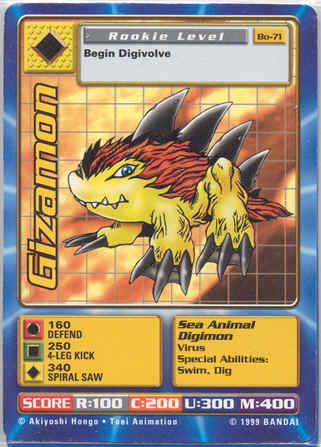 Rookie Level
Bo-71
Begin Digivolve
Gizamon
160
DEFEND
250
4-LEG KICK
340
SPIRAL SAW
Sea Animal
Digimon
Virus
Special Abilities:
Swim, Dig
SCORE R:100 C:200 U:300 M:400
© Akiyoshi Hongo • Toei Animation © 1999 BANDAI